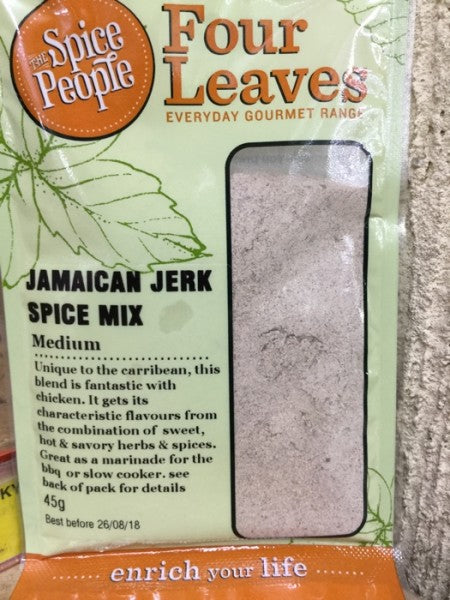 THE
Spice
People
Four
Leaves
EVERYDAY GOURMET RANGE
JAMAICAN JERK
SPICE MIX
Medium
Unique to the carribean, this
blend is fantastic with
chicken. It gets its
characteristic flavours from
the combination of sweet,
hot & savory herbs & spices.
Great as a marinade for the
bbq or slow cooker. see
back of pack for details
45g
Best before 26/08/18
enrich your life